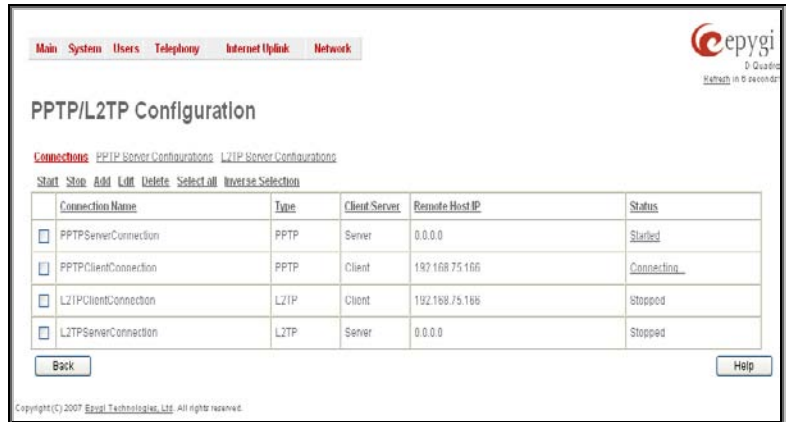 Main System Users Telephony Internet Uplink Network
epygi
D Quadro
Refresh in 6 seconds
PPTP/L2TP Configuration
Connections PPTP Server Configurations L2TP Server Configurations
Start Stop Add Edit Delete Select all Inverse Selection
Connection Name Type Client/Server Remote Host IP Status
PPTPServerConnection PPTP Server 0.0.0.0 Started
PPTPClientConnection PPTP Client 192.168.75.166 Connecting...
L2TPClientConnection L2TP Client 192.168.75.166 Stopped
L2TPServerConnection L2TP Server 0.0.0.0 Stopped
Back Help
Copyright (C) 2007 Epygi Technologies, Ltd. All rights reserved.